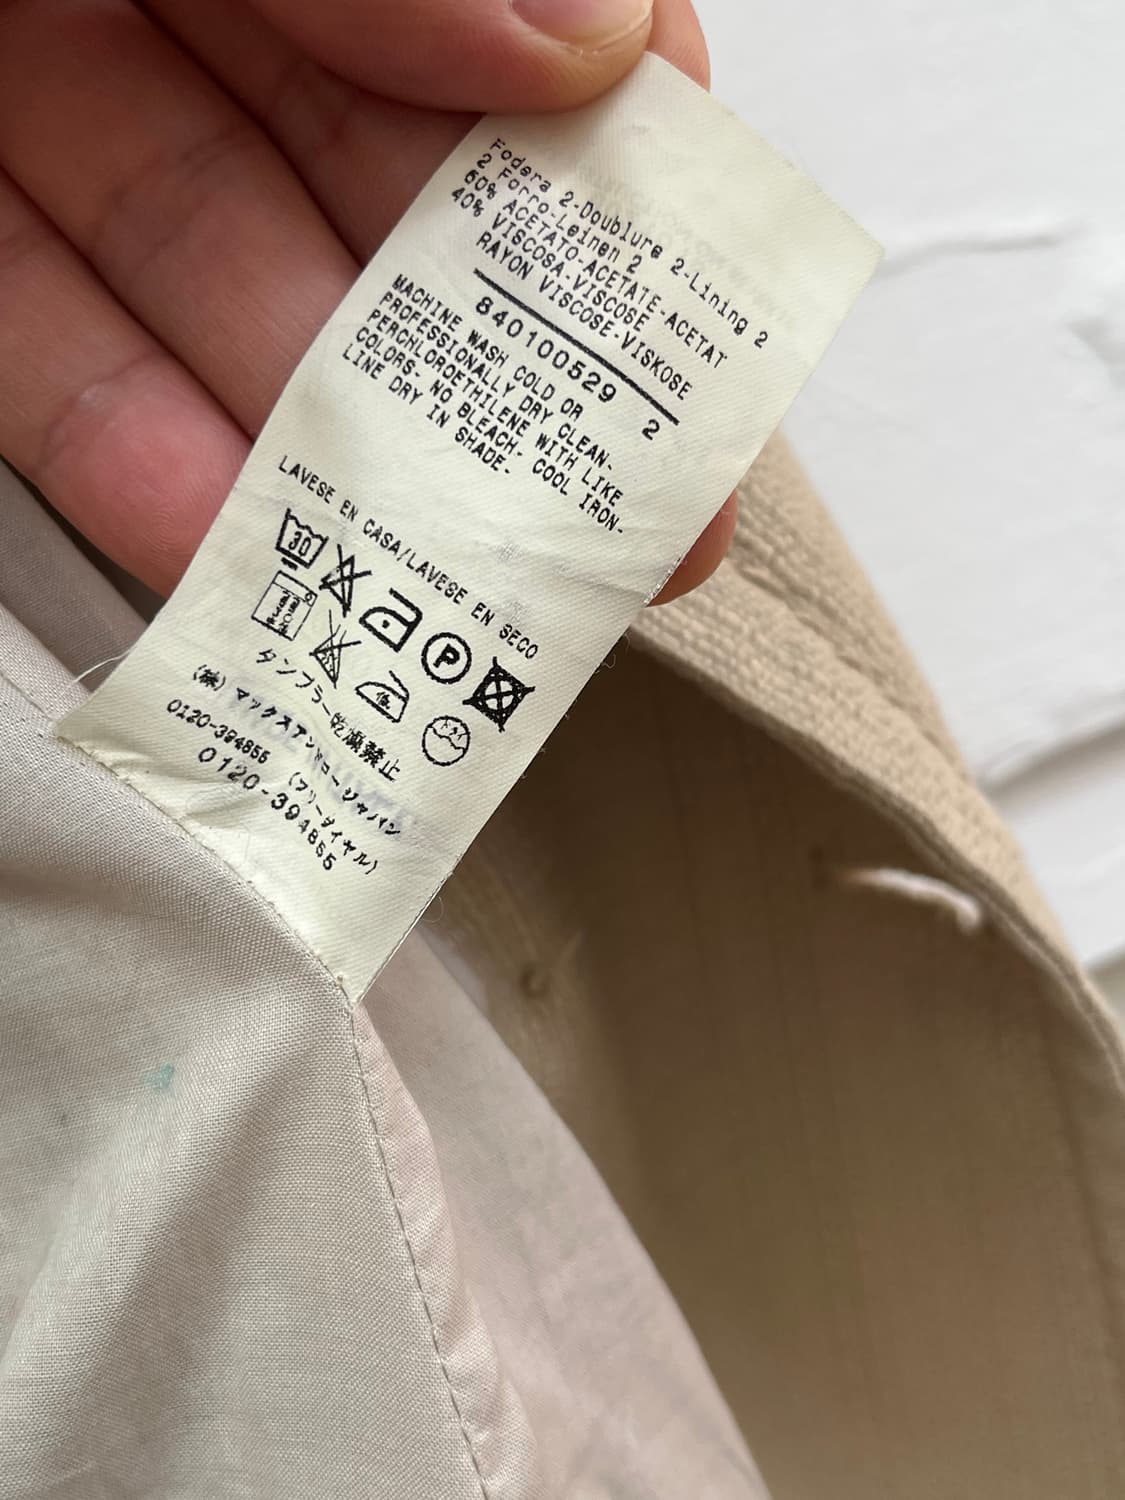 Fodera 2-Doublure 2-Lining 2
2 Forro-Leinen 2
60% ACETATO-ACETATE-ACETAT
40% VISCOSA-VISCOSE
RAYON VISCOSE-VISKOSE
840100529 2
MACHINE WASH COLD OR
PROFESSIONALLY DRY CLEAN-
PERCHLOROETHILENE WITH LIKE
COLORS- NO BLEACH- COOL IRON-
LINE DRY IN SHADE-
LAVESE EN CASA/LAVESE EN SECO
30
P
低
ドライ
タンブラー乾燥禁止
(株) マックスアンドコージャパン
0120-394855 (フリーダイヤル)
0120-394855